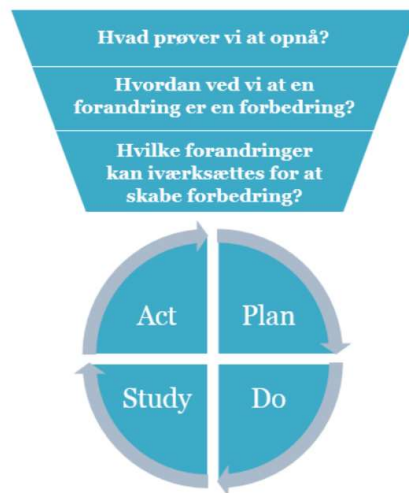 Hvad prøver vi at opnå?
Hvordan ved vi at en
forandring er en forbedring?
Hvilke forandringer
kan iværksættes for at
skabe forbedring?
Act
Plan
Study
Do